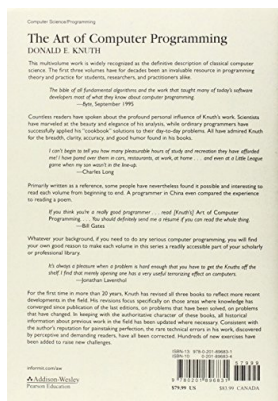 Computer Science/Programming
The Art of Computer Programming
DONALD E. KNUTH
This multivolume work is widely recognized as the definitive description of classical computer
science. The first three volumes have for decades been an invaluable resource in programming
theory and practice for students, researchers, and practitioners alike.
The bible of all fundamental algorithms and the work that taught many of today's software
developers most of what they know about computer programming.
—Byte, September 1995
Countless readers have spoken about the profound personal influence of Knuth's work. Scientists
have marveled at the beauty and elegance of his analysis, while ordinary programmers have
successfully applied his "cookbook" solutions to their day-to-day problems. All have admired Knuth
for the breadth, clarity, accuracy, and good humor found in his books.
I can't begin to tell you how many pleasurable hours of study and recreation they have afforded
me! I have pored over them in cars, restaurants, at work, at home . . . and even at a Little League
game when my son wasn't in the line-up.
—Charles Long
Primarily written as a reference, some people have nevertheless found it possible and interesting to
read each volume from beginning to end. A programmer in China even compared the experience
to reading a poem.
If you think you're a really good programmer . . . read [Knuth's] Art of Computer
Programming. . . . You should definitely send me a résumé if you can read the whole thing.
—Bill Gates
Whatever your background, if you need to do any serious computer programming, you will find
your own good reason to make each volume in this series a readily accessible part of your scholarly
or professional library.
It's always a pleasure when a problem is hard enough that you have to get the Knuths off the
shelf. I find that merely opening one has a very useful terrorizing effect on computers.
—Jonathan Laventhol
For the first time in more than 20 years, Knuth has revised all three books to reflect more recent
developments in the field. His revisions focus specifically on those areas where knowledge has
converged since publication of the last editions, on problems that have been solved, on problems
that have changed. In keeping with the authoritative character of these books, all historical
information about previous work in the field has been updated where necessary. Consistent with
the author's reputation for painstaking perfection, the rare technical errors in his work, discovered
by perceptive and demanding readers, have all been corrected. Hundreds of new exercises have
been added to raise new challenges.
informit.com/aw
Addison-Wesley
Pearson Education
ISBN-13: 978-0-201-89683-1
ISBN-10: 0-201-89683-4
$79.99 US
$83.99 CANADA